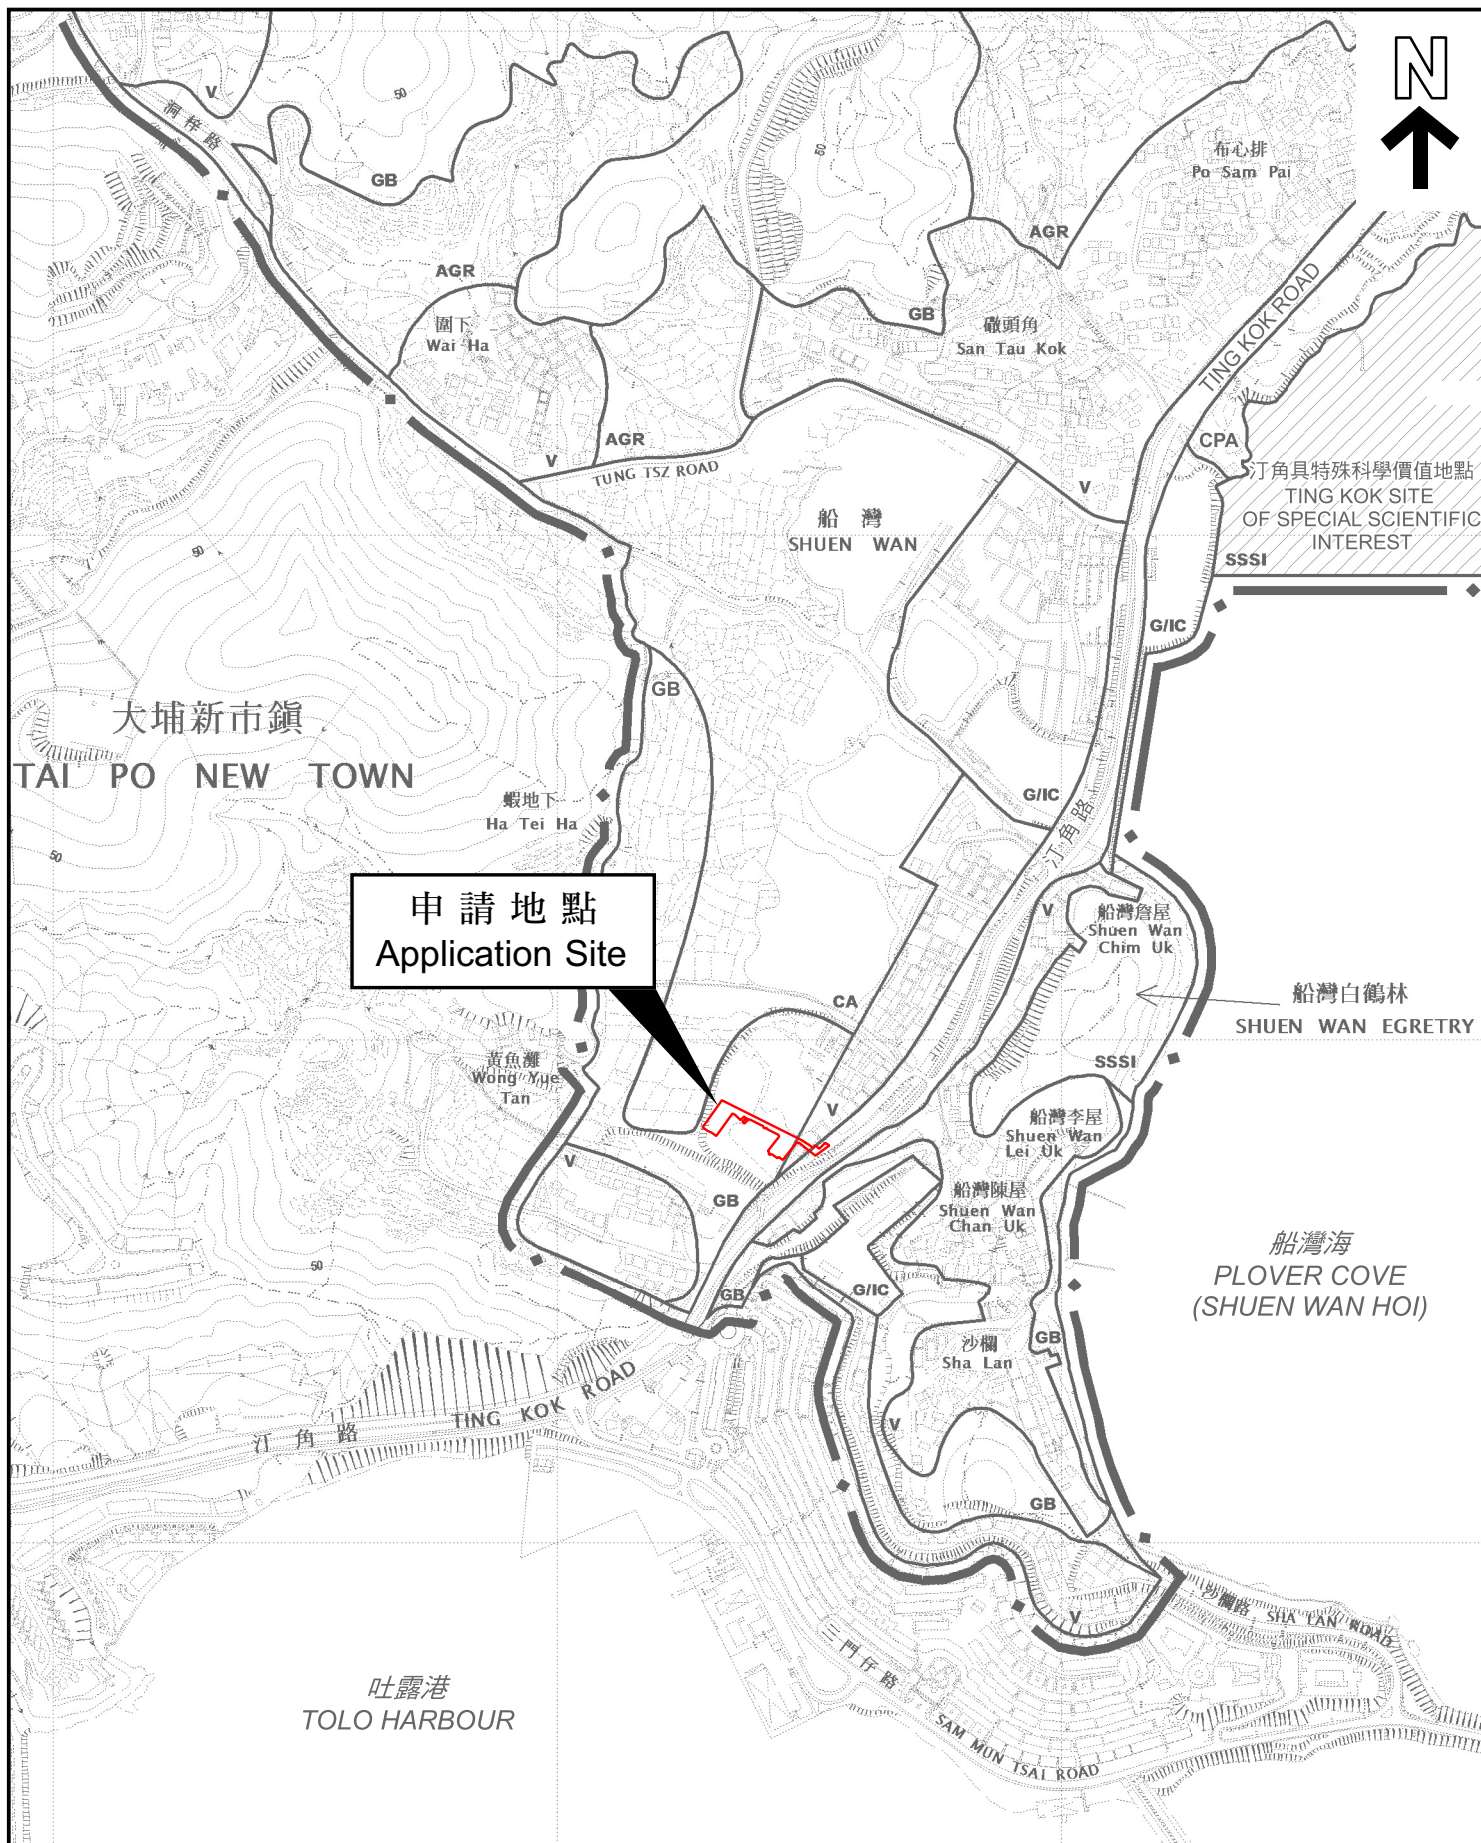 N
V
洞梓路
50
GB
50
布心排
Po Sam Pai
AGR
AGR
圍下
Wai Ha
GB
礮頭角
San Tau Kok
TING KOK ROAD
AGR
V
TUNG TSZ ROAD
CPA
V
船灣
SHUEN WAN
汀角具特殊科學價值地點
TING KOK SITE
OF SPECIAL SCIENTIFIC
INTEREST
SSSI
50
G/IC
GB
大埔新市鎮
TAI PO NEW TOWN
蝦地下
Ha Tei Ha
G/IC
汀角路
50
申請地點
Application Site
V
船灣詹屋
Shuen Wan
Chim Uk
CA
船灣白鶴林
SHUEN WAN EGRETRY
SSSI
黃魚灘
Wong Yue
Tan
V
船灣李屋
Shuen Wan
Lei Uk
V
GB
船灣陳屋
Shuen Wan
Chan Uk
船灣海
PLOVER COVE
(SHUEN WAN HOI)
50
GB
G/IC
沙欄
Sha Lan
GB
TING KOK ROAD
汀角路
V
GB
V
沙欄路 SHA LAN ROAD
三門仔路
SAM MUN TSAI ROAD
吐露港
TOLO HARBOUR